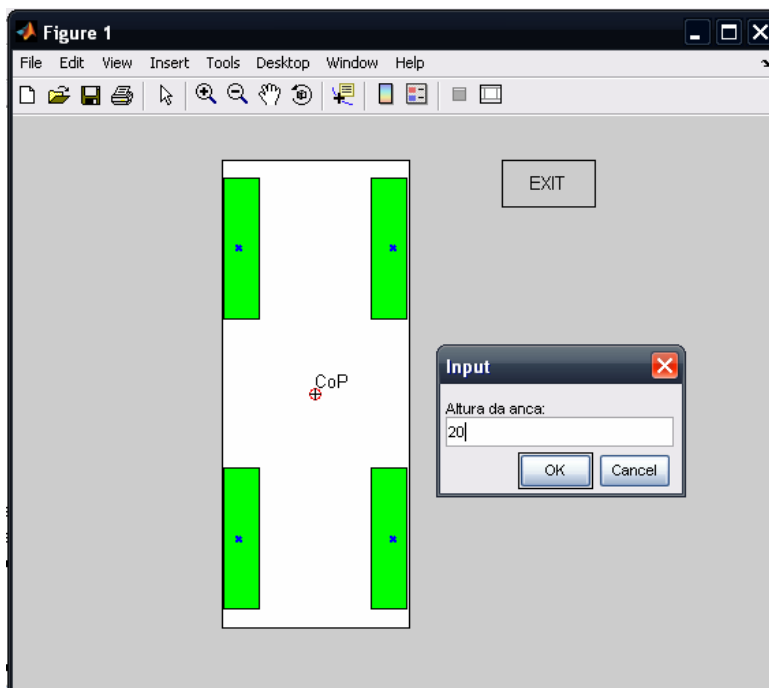 Figure 1
File Edit View Insert Tools Desktop Window Help
EXIT
CoP
Input
Altura da anca:
20
OK Cancel